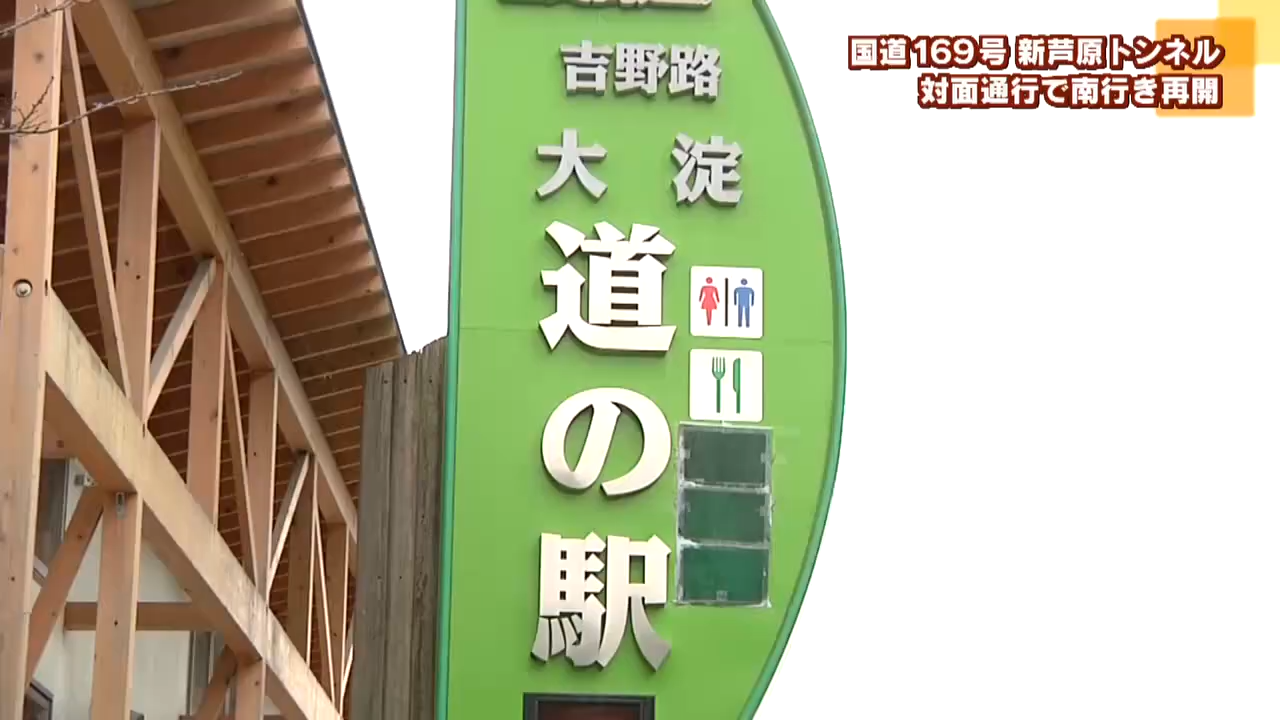 国道169号 新芦原トンネル
対面通行で南行き再開
吉野路
大淀
道の駅